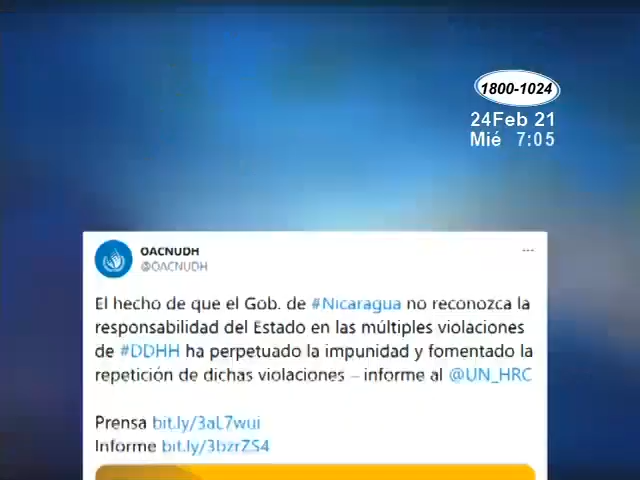 1800-1024
24Feb 21
Mié 7:05
OACNUDH
@OACNUDH
El hecho de que el Gob. de #Nicaragua no reconozca la
responsabilidad del Estado en las múltiples violaciones
de #DDHH ha perpetuado la impunidad y fomentado la
repetición de dichas violaciones – informe al @UN_HRC
Prensa bit.ly/3aL7wui
Informe bit.ly/3bzrZS4